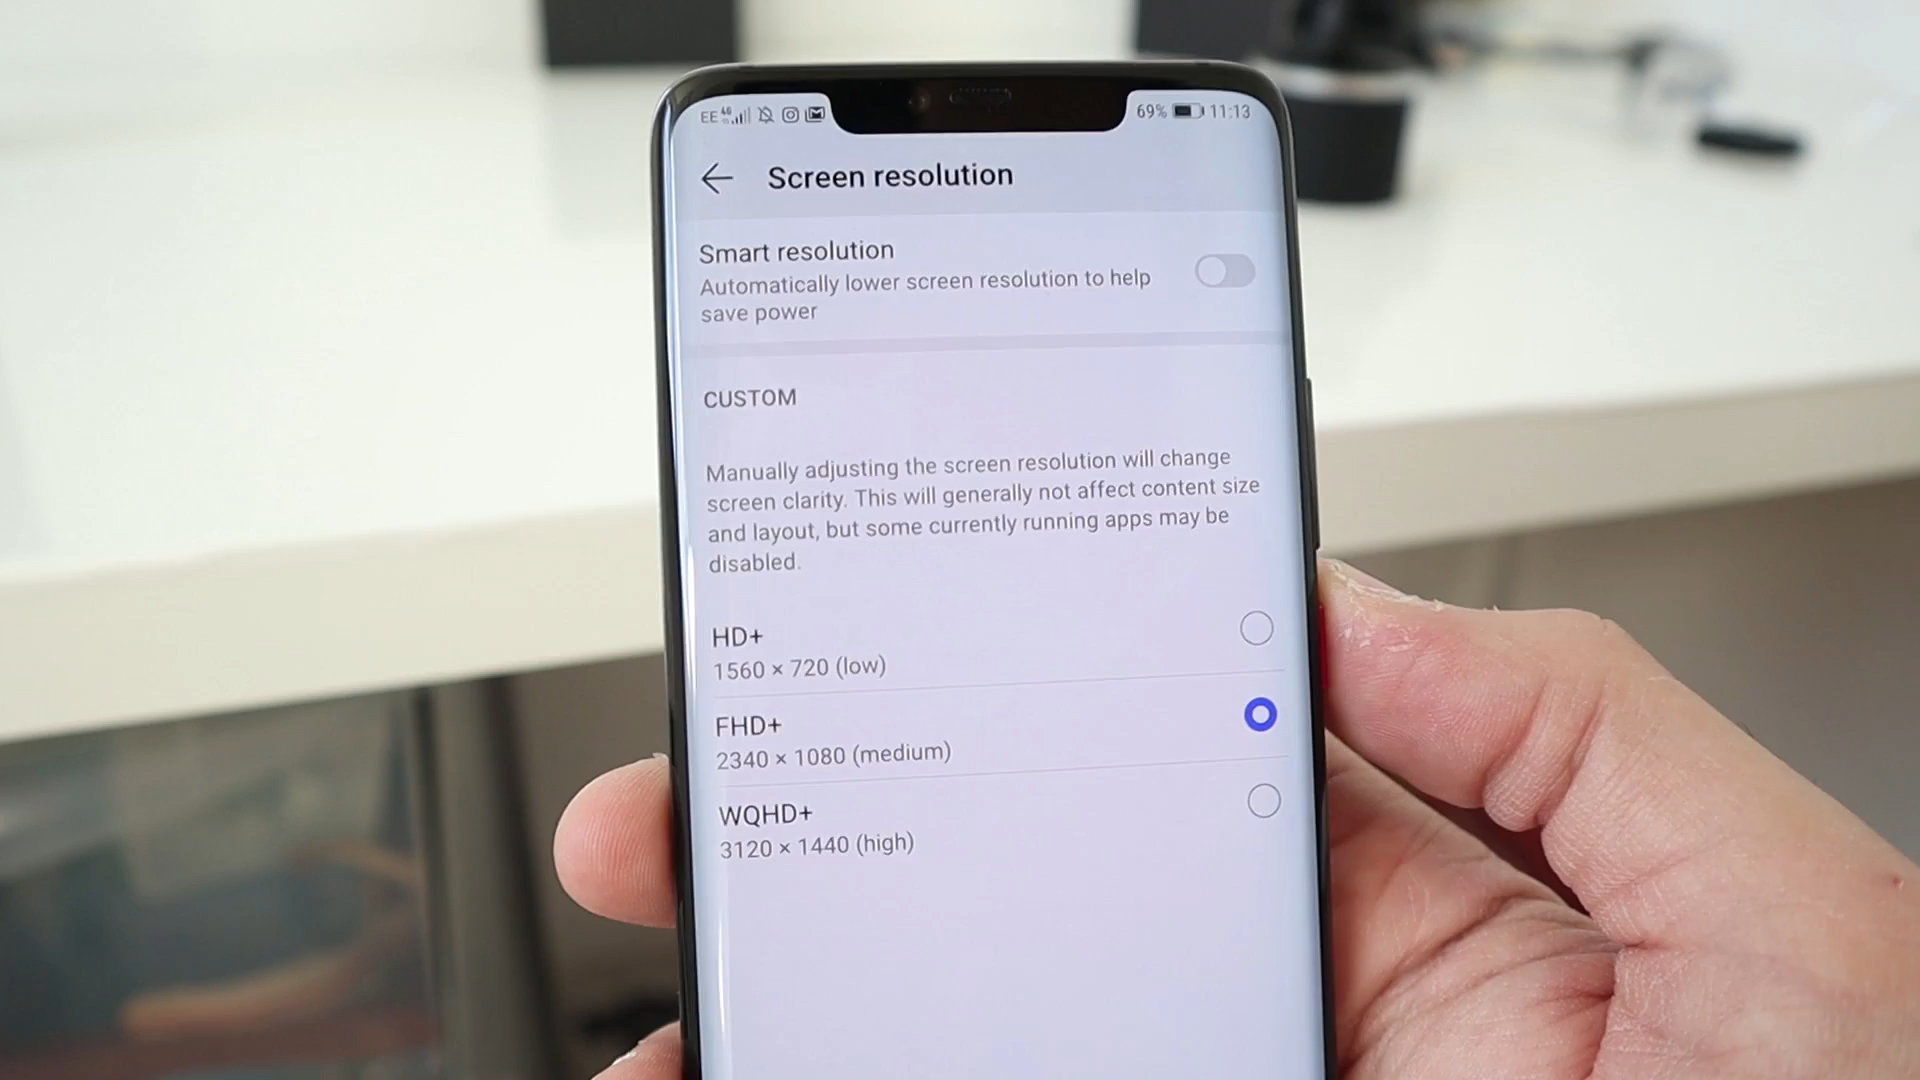 EE 4G 69% 11:13
Screen resolution
Smart resolution
Automatically lower screen resolution to help
save power
CUSTOM
Manually adjusting the screen resolution will change
screen clarity. This will generally not affect content size
and layout, but some currently running apps may be
disabled.
HD+
1560 × 720 (low)
FHD+
2340 × 1080 (medium)
WQHD+
3120 × 1440 (high)